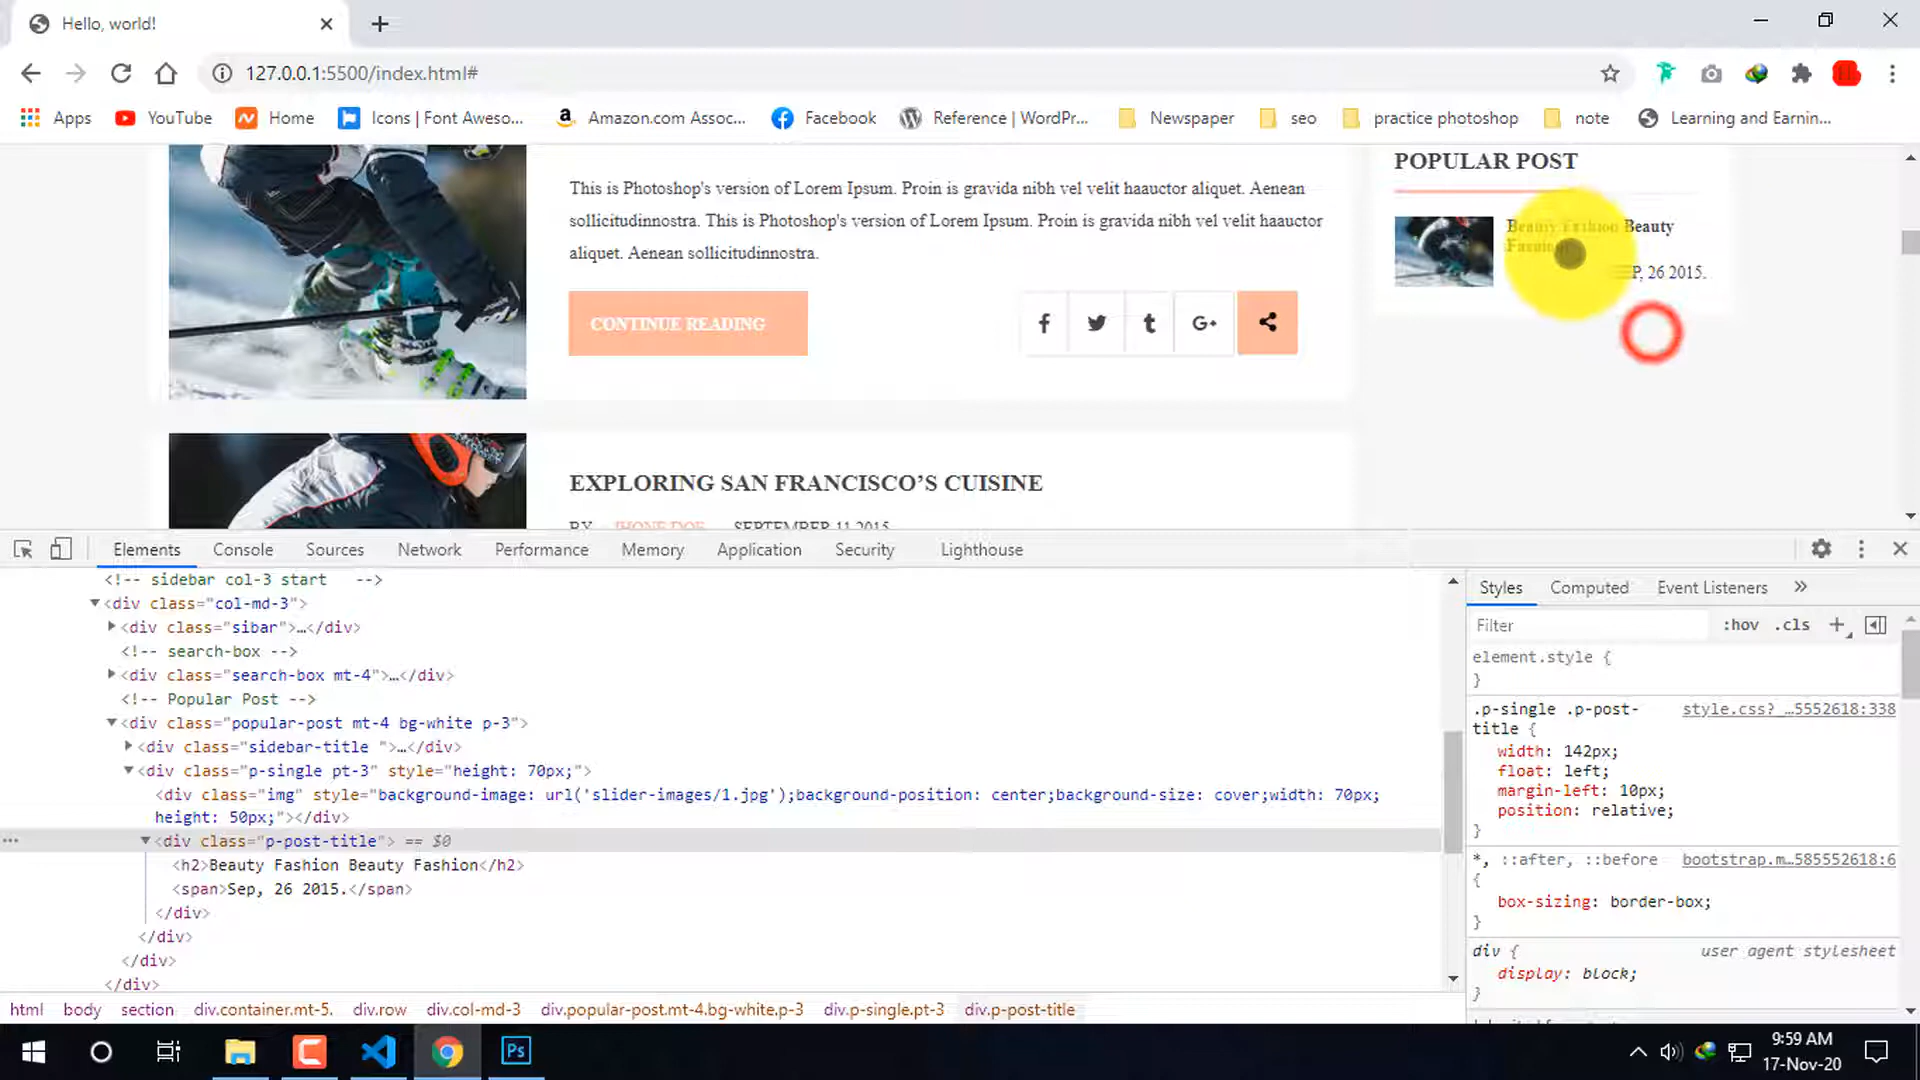 Hello, world!
127.0.0.1:5500/index.html#
Apps
YouTube
Home
Icons | Font Aweso...
Amazon.com Assoc...
Facebook
Reference | WordPr...
Newspaper
seo
practice photoshop
note
Learning and Earnin...
This is Photoshop's version of Lorem Ipsum. Proin is gravida nibh vel velit haauctor aliquet. Aenean
sollicitudinnostra. This is Photoshop's version of Lorem Ipsum. Proin is gravida nibh vel velit haauctor
aliquet. Aenean sollicitudinnostra.
CONTINUE READING
POPULAR POST
Beauty Fashion Beauty
P, 26 2015.
EXPLORING SAN FRANCISCO’S CUISINE
BY JHONE DOE SEPTEMBER 11 2015
Elements Console Sources Network Performance Memory Application Security Lighthouse
<!-- sidebar col-3 start -->
<div class="col-md-3">
<div class="sibar">…</div>
<!-- search-box -->
<div class="search-box mt-4">…</div>
<!-- Popular Post -->
<div class="popular-post mt-4 bg-white p-3">
<div class="sidebar-title ">…</div>
<div class="p-single pt-3" style="height: 70px;">
<div class="img" style="background-image: url('slider-images/1.jpg');background-position: center;background-size: cover;width: 70px;
height: 50px;"></div>
<div class="p-post-title"> == $0
<h2>Beauty Fashion Beauty Fashion</h2>
<span>Sep, 26 2015.</span>
</div>
</div>
</div>
</div>
html body section div.container.mt-5. div.row div.col-md-3 div.popular-post.mt-4.bg-white.p-3 div.p-single.pt-3 div.p-post-title
Styles Computed Event Listeners »
Filter :hov .cls +
element.style {
}
.p-single .p-post- style.css?_…5552618:338
title {
width: 142px;
float: left;
margin-left: 10px;
position: relative;
}
*, ::after, ::before bootstrap.m…585552618:6
{
box-sizing: border-box;
}
div { user agent stylesheet
display: block;
}
Ps
9:59 AM
17-Nov-20